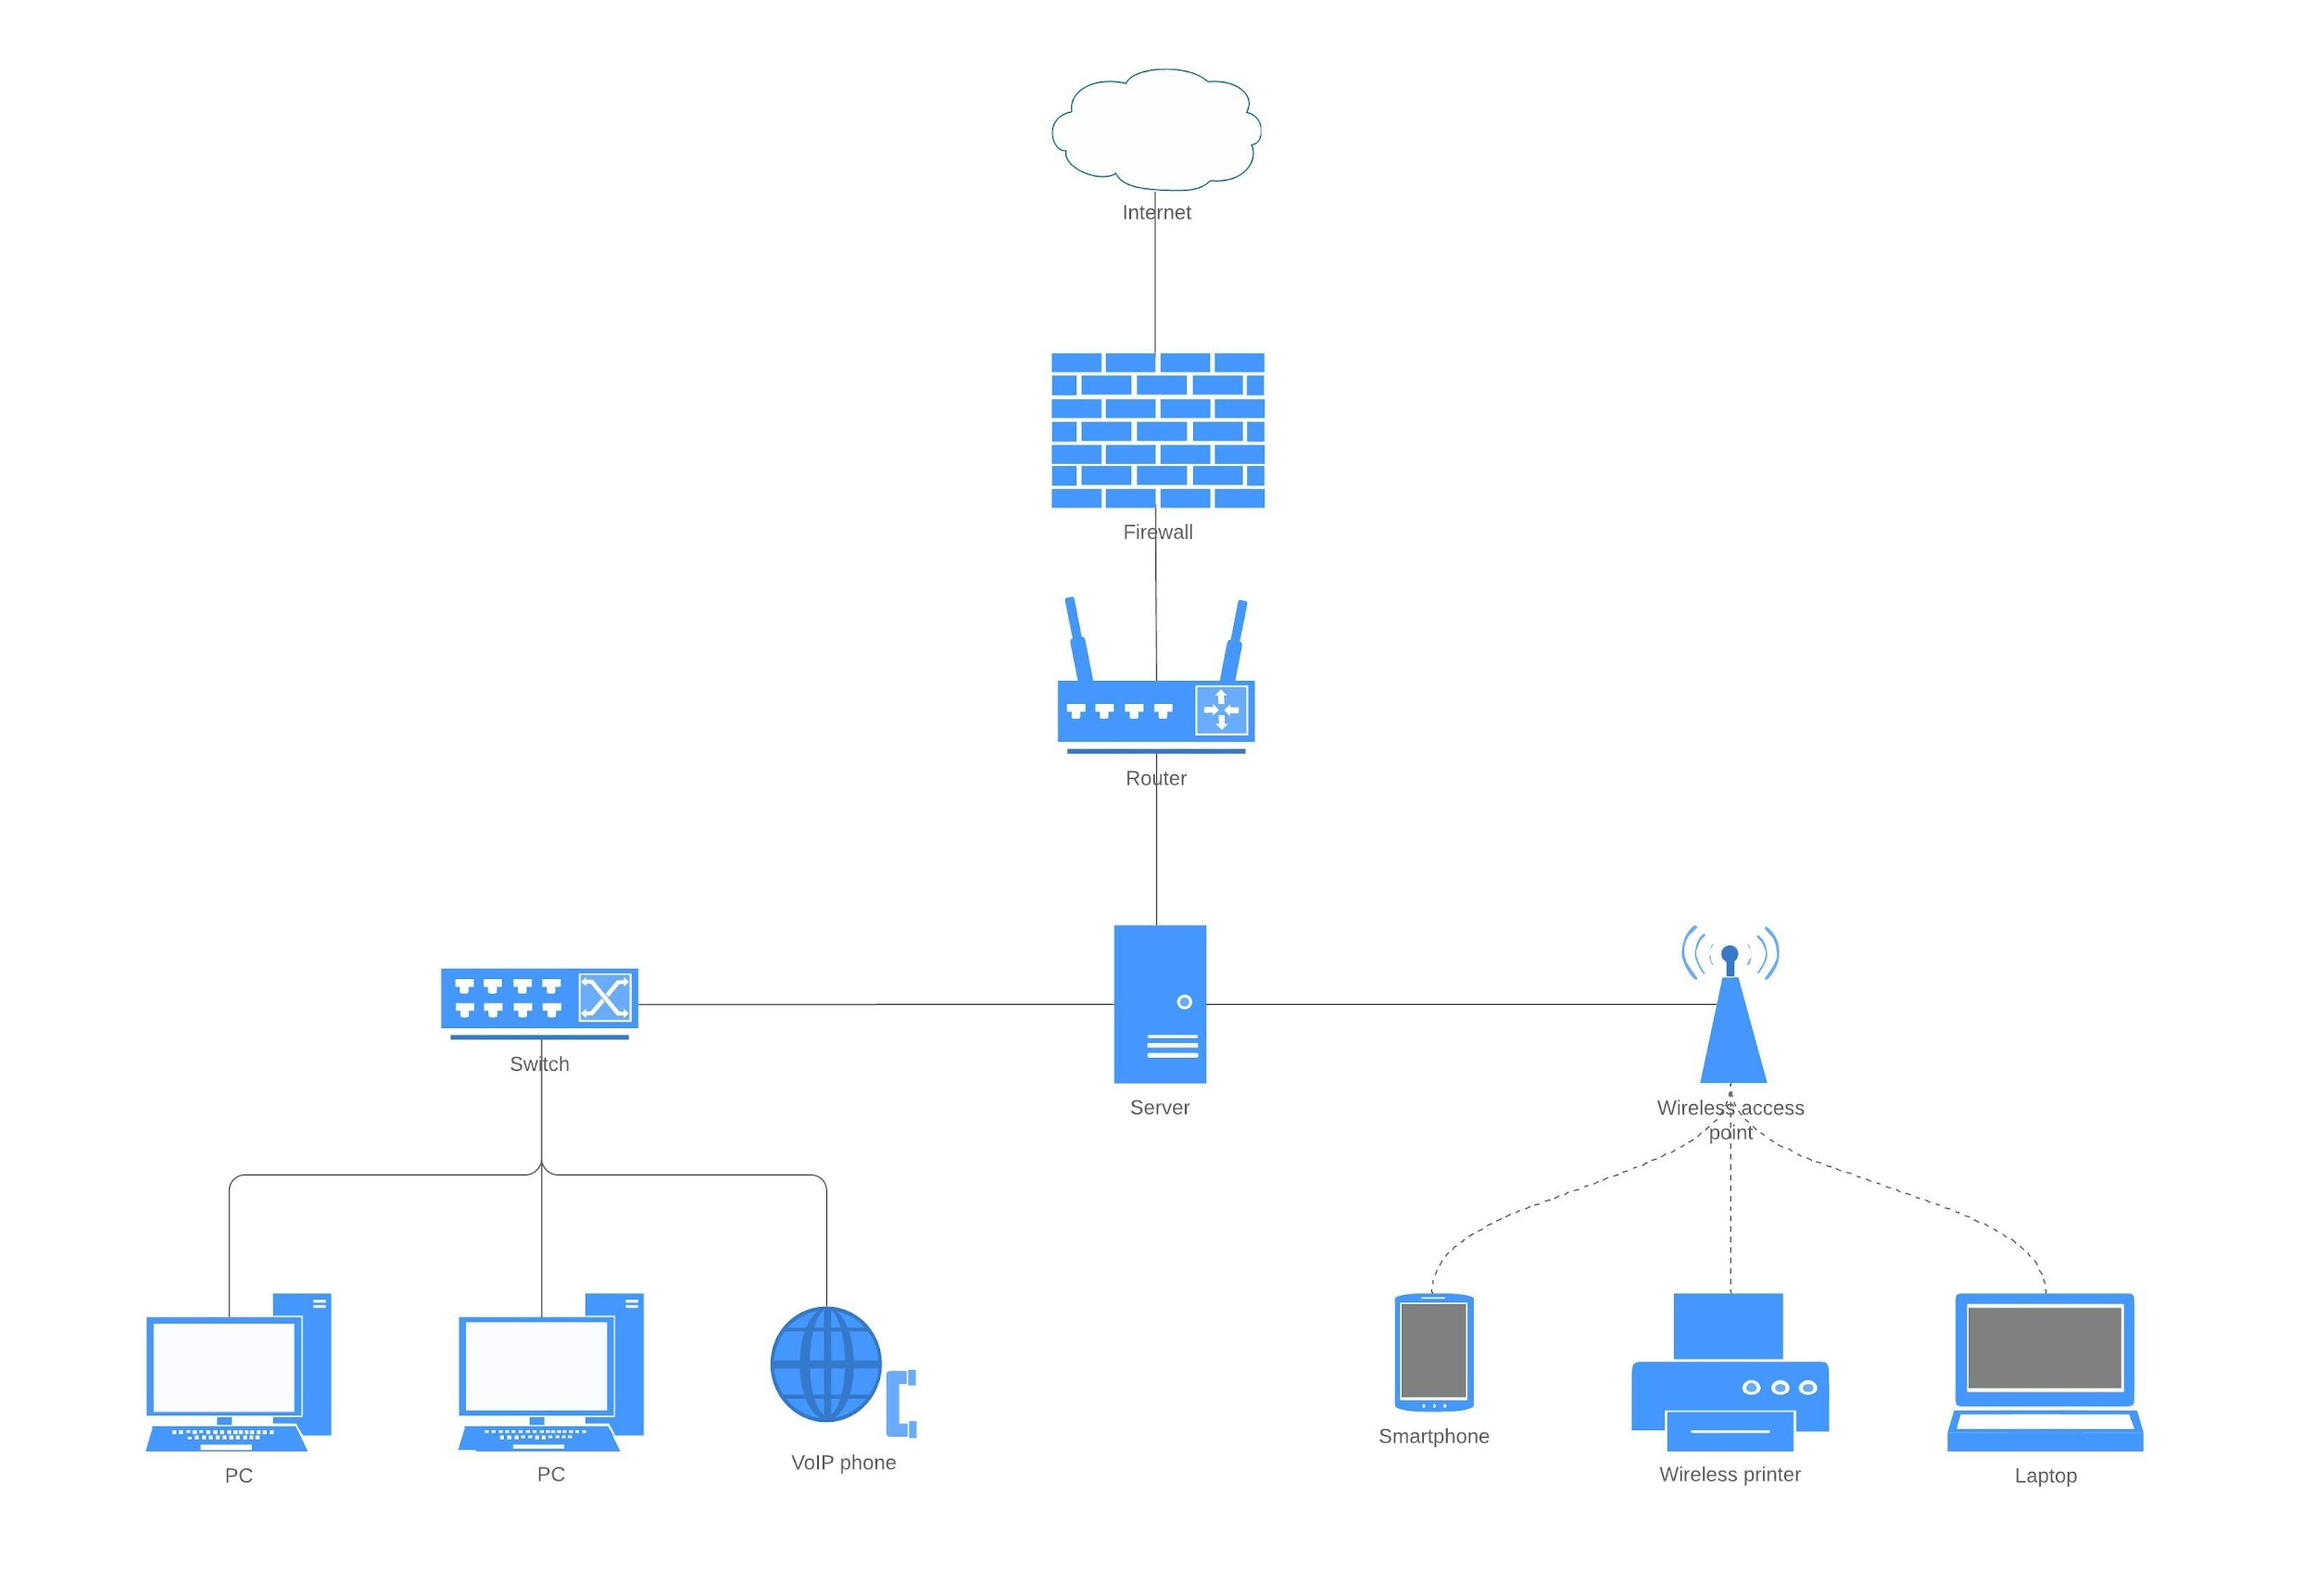 Internet
Firewall
Router
Switch
Server
Wireless access
point
PC
PC
VoIP phone
Smartphone
Wireless printer
Laptop